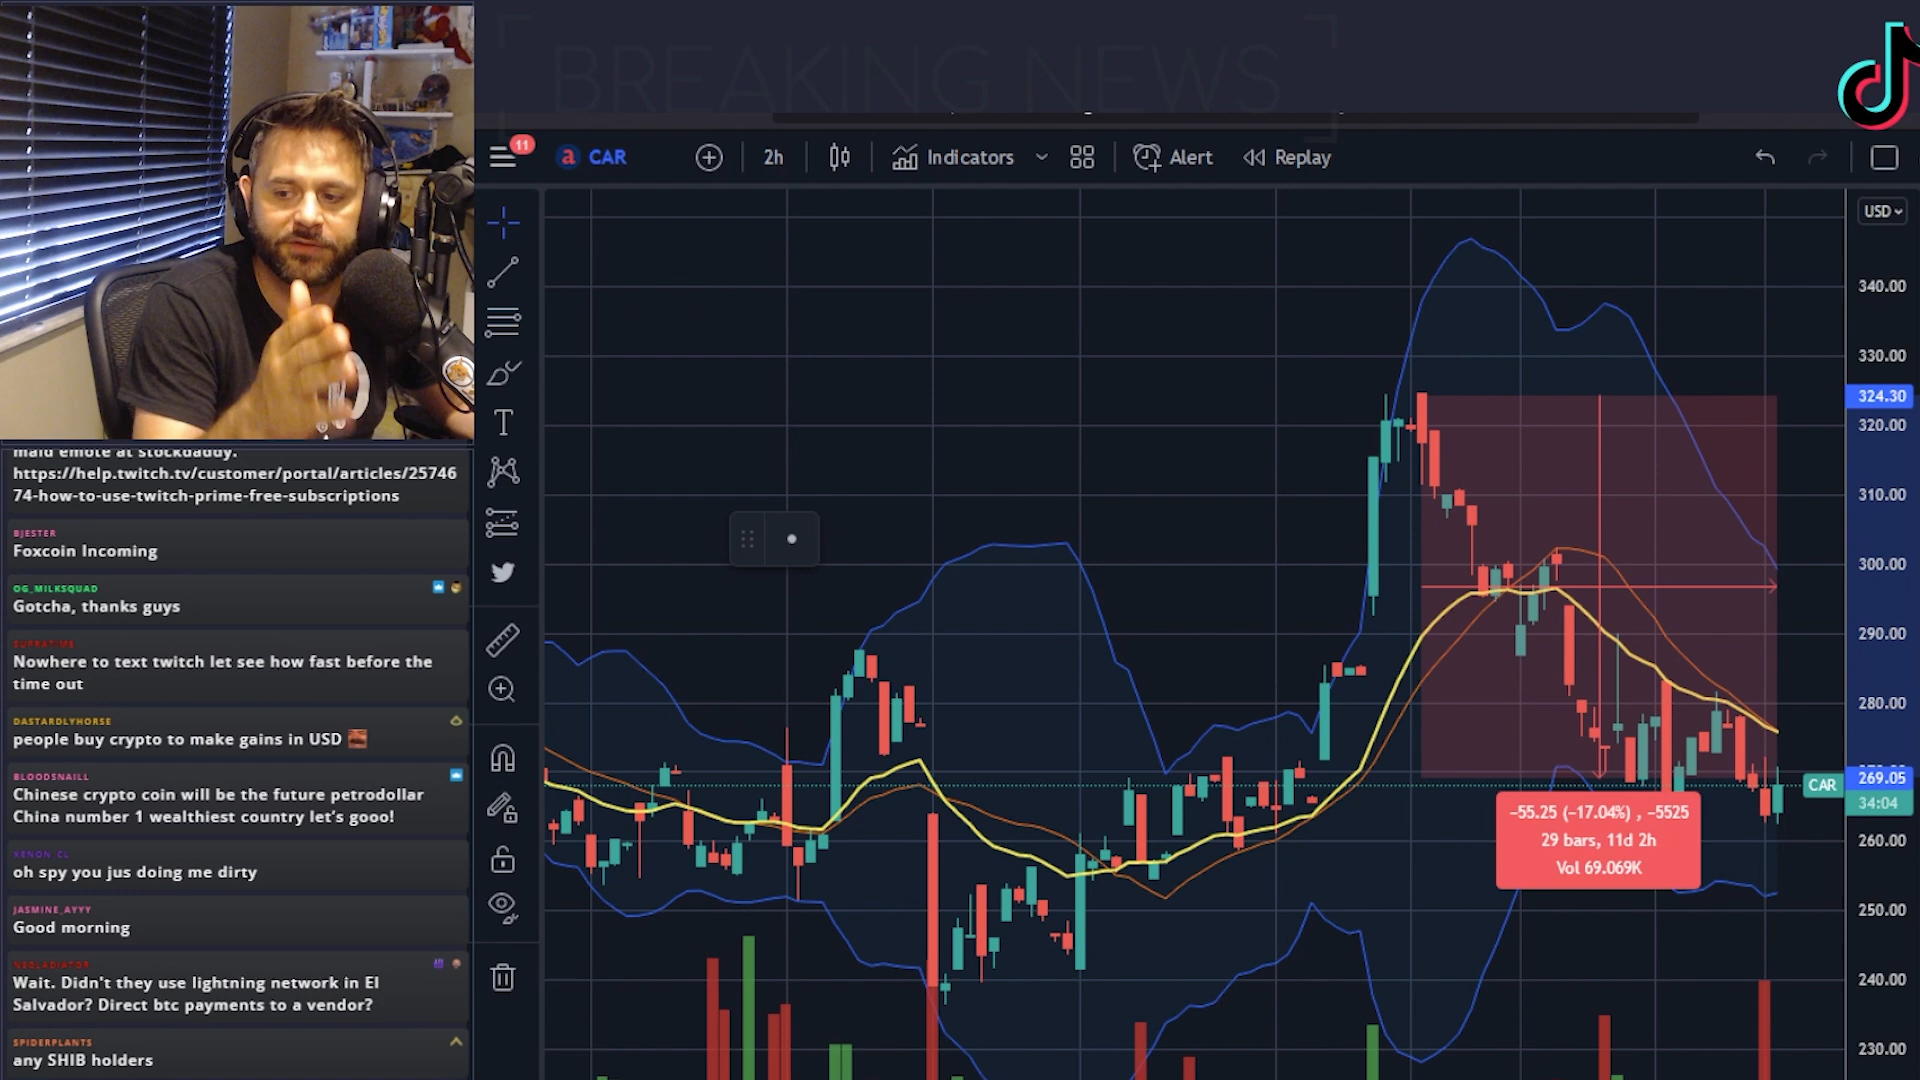 BREAKING NEWS
11
a CAR
2h
Indicators
Alert
Replay
USD
340.00
330.00
324.30
320.00
310.00
300.00
290.00
280.00
269.05
CAR
34:04
-55.25 (-17.04%) , -5525
29 bars, 11d 2h
Vol 69.069K
260.00
250.00
240.00
230.00
T
maid emote at stockdaddy.
https://help.twitch.tv/customer/portal/articles/25746
74-how-to-use-twitch-prime-free-subscriptions
BJESTER
Foxcoin Incoming
OG_MILKSQUAD
Gotcha, thanks guys
SUPRATIME
Nowhere to text twitch let see how fast before the
time out
DASTARDLYHORSE
people buy crypto to make gains in USD
BLOODSNAILL
Chinese crypto coin will be the future petrodollar
China number 1 wealthiest country let's gooo!
XENON_CL
oh spy you jus doing me dirty
JASMINE_AYYY
Good morning
NEGLADIATOR
Wait. Didn't they use lightning network in El
Salvador? Direct btc payments to a vendor?
SPIDERPLANTS
any SHIB holders